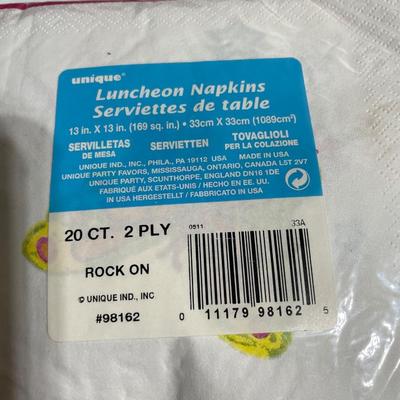 unique®
Luncheon Napkins
Serviettes de table
13 in. X 13 in. (169 sq. in.) • 33cm X 33cm (1089cm²)
SERVILLETAS DE MESA
SERVIETTEN
TOVAGLIOLI PER LA COLAZIONE
UNIQUE IND., INC., PHILA., PA 19112 USA MADE IN USA
UNIQUE PARTY FAVORS, MISSISSAUGA, ONTARIO, CANADA L5T 2V7
UNIQUE PARTY, SCUNTHORPE, ENGLAND DN16 1DE
FABRIQUÉ AUX ETATS-UNIS / HECHO EN EE. UU.
IN USA HERGESTELLT / FABBRICATO IN USA
20 CT. 2 PLY
0511 33A
ROCK ON
© UNIQUE IND., INC
#98162
0 11179 98162 5